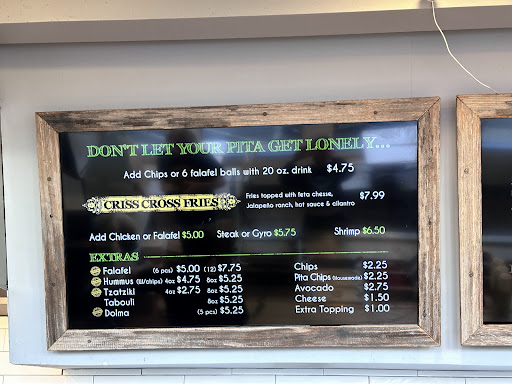 DON'T LET YOUR PITA GET LONELY...
Add Chips or 6 falafel balls with 20 oz. drink $4.75
CRISS CROSS FRIES Fries topped with feta cheese, $7.99
Jalapeño ranch, hot sauce & cilantro
Add Chicken or Falafel $5.00 Steak or Gyro $5.75 Shrimp $6.50
EXTRAS
Falafel (6 pcs) $5.00 (12) $7.75
Hummus (W/chips) 4oz $4.75 8oz $5.25
Tzatziki 4oz $2.75 8oz $5.25
Tabouli 8oz $5.25
Dolma (5 pcs) $5.25
Chips $2.25
Pita Chips (Housemade) $2.25
Avocado $2.75
Cheese $1.50
Extra Topping $1.00